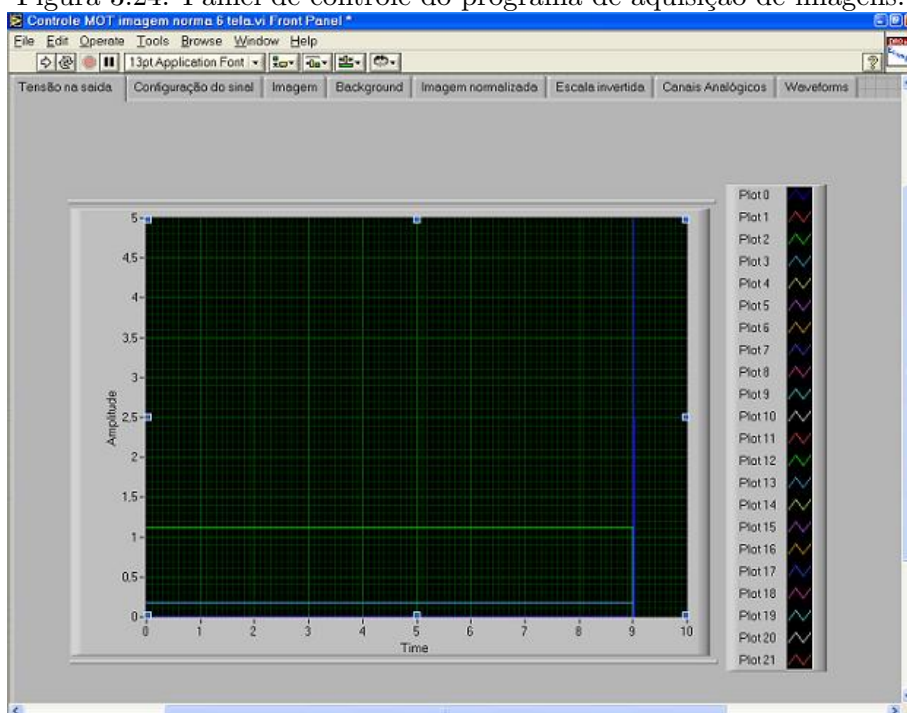 Figura 3.24: Painel de controle do programa de aquisição de imagens.
Controle MOT imagem norma 6 tela.vi Front Panel *
File Edit Operate Tools Browse Window Help
13pt Application Font
Tensão na saida Configuração do sinal Imagem Background Imagem normalizada Escala invertida Canais Analógicos Waveforms
Plot 0
Plot 1
Plot 2
Plot 3
Plot 4
Plot 5
Plot 6
Plot 7
Plot 8
Plot 9
Plot 10
Plot 11
Plot 12
Plot 13
Plot 14
Plot 15
Plot 16
Plot 17
Plot 18
Plot 19
Plot 20
Plot 21
Amplitude
5
4,5
4
3,5
3
2,5
2
1,5
1
0,5
0
0 1 2 3 4 5 6 7 8 9 10
Time